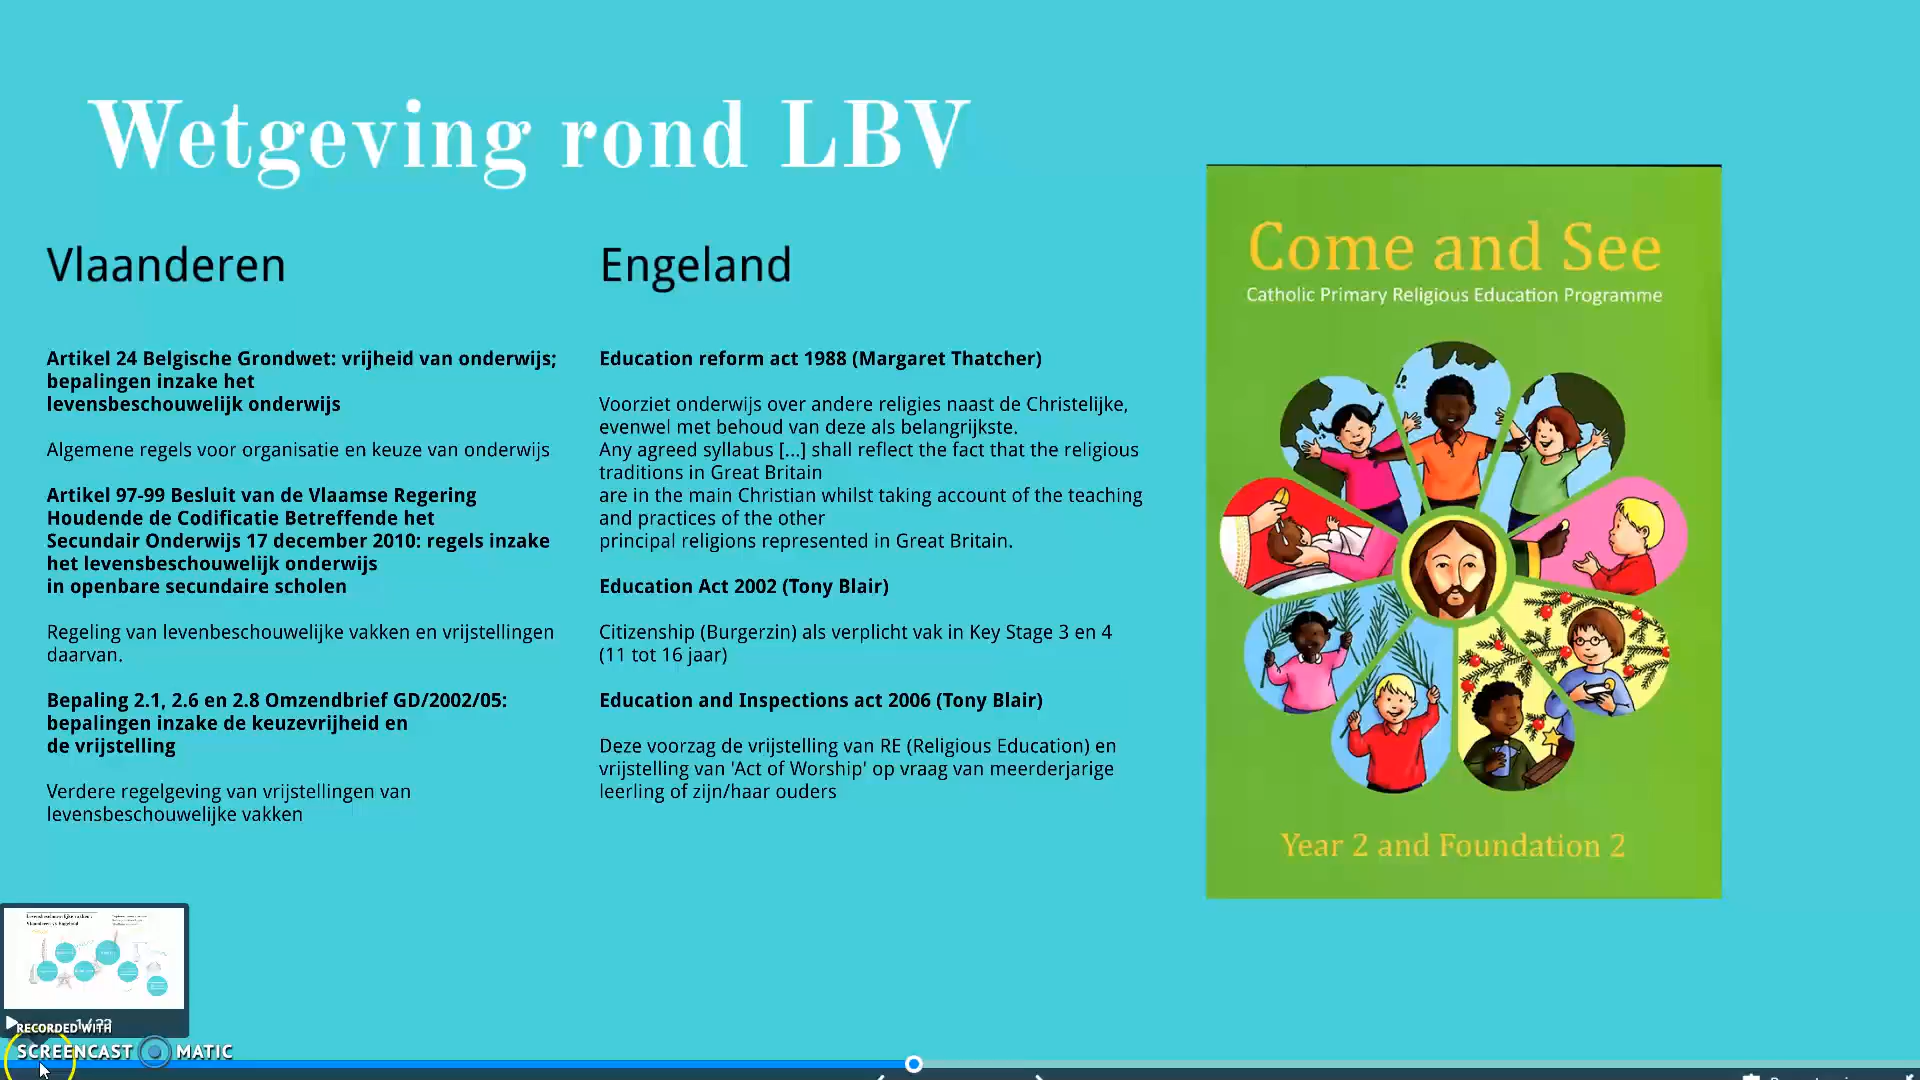 Wetgeving rond LBV
Vlaanderen
Artikel 24 Belgische Grondwet: vrijheid van onderwijs;
bepalingen inzake het
levensbeschouwelijk onderwijs
Algemene regels voor organisatie en keuze van onderwijs
Artikel 97-99 Besluit van de Vlaamse Regering
Houdende de Codificatie Betreffende het
Secundair Onderwijs 17 december 2010: regels inzake
het levensbeschouwelijk onderwijs
in openbare secundaire scholen
Regeling van levenbeschouwelijke vakken en vrijstellingen
daarvan.
Bepaling 2.1, 2.6 en 2.8 Omzendbrief GD/2002/05:
bepalingen inzake de keuzevrijheid en
de vrijstelling
Verdere regelgeving van vrijstellingen van
levensbeschouwelijke vakken
Engeland
Education reform act 1988 (Margaret Thatcher)
Voorziet onderwijs over andere religies naast de Christelijke,
evenwel met behoud van deze als belangrijkste.
Any agreed syllabus [...] shall reflect the fact that the religious
traditions in Great Britain
are in the main Christian whilst taking account of the teaching
and practices of the other
principal religions represented in Great Britain.
Education Act 2002 (Tony Blair)
Citizenship (Burgerzin) als verplicht vak in Key Stage 3 en 4
(11 tot 16 jaar)
Education and Inspections act 2006 (Tony Blair)
Deze voorzag de vrijstelling van RE (Religious Education) en
vrijstelling van 'Act of Worship' op vraag van meerderjarige
leerling of zijn/haar ouders
Come and See
Catholic Primary Religious Education Programme
Year 2 and Foundation 2
RECORDED WITH
SCREENCAST MATIC